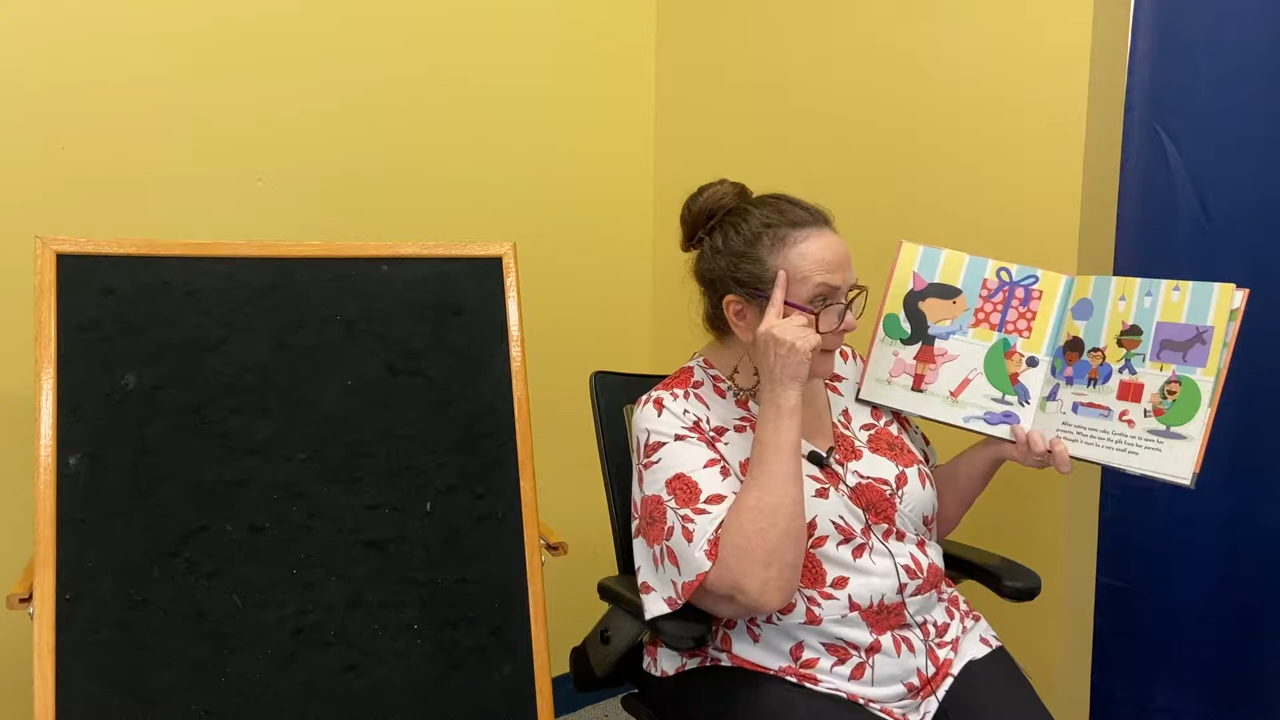 After eating some cake, Cynthia ran to open her
presents. When she saw the gift from her parents,
she thought it must be a very small pony.